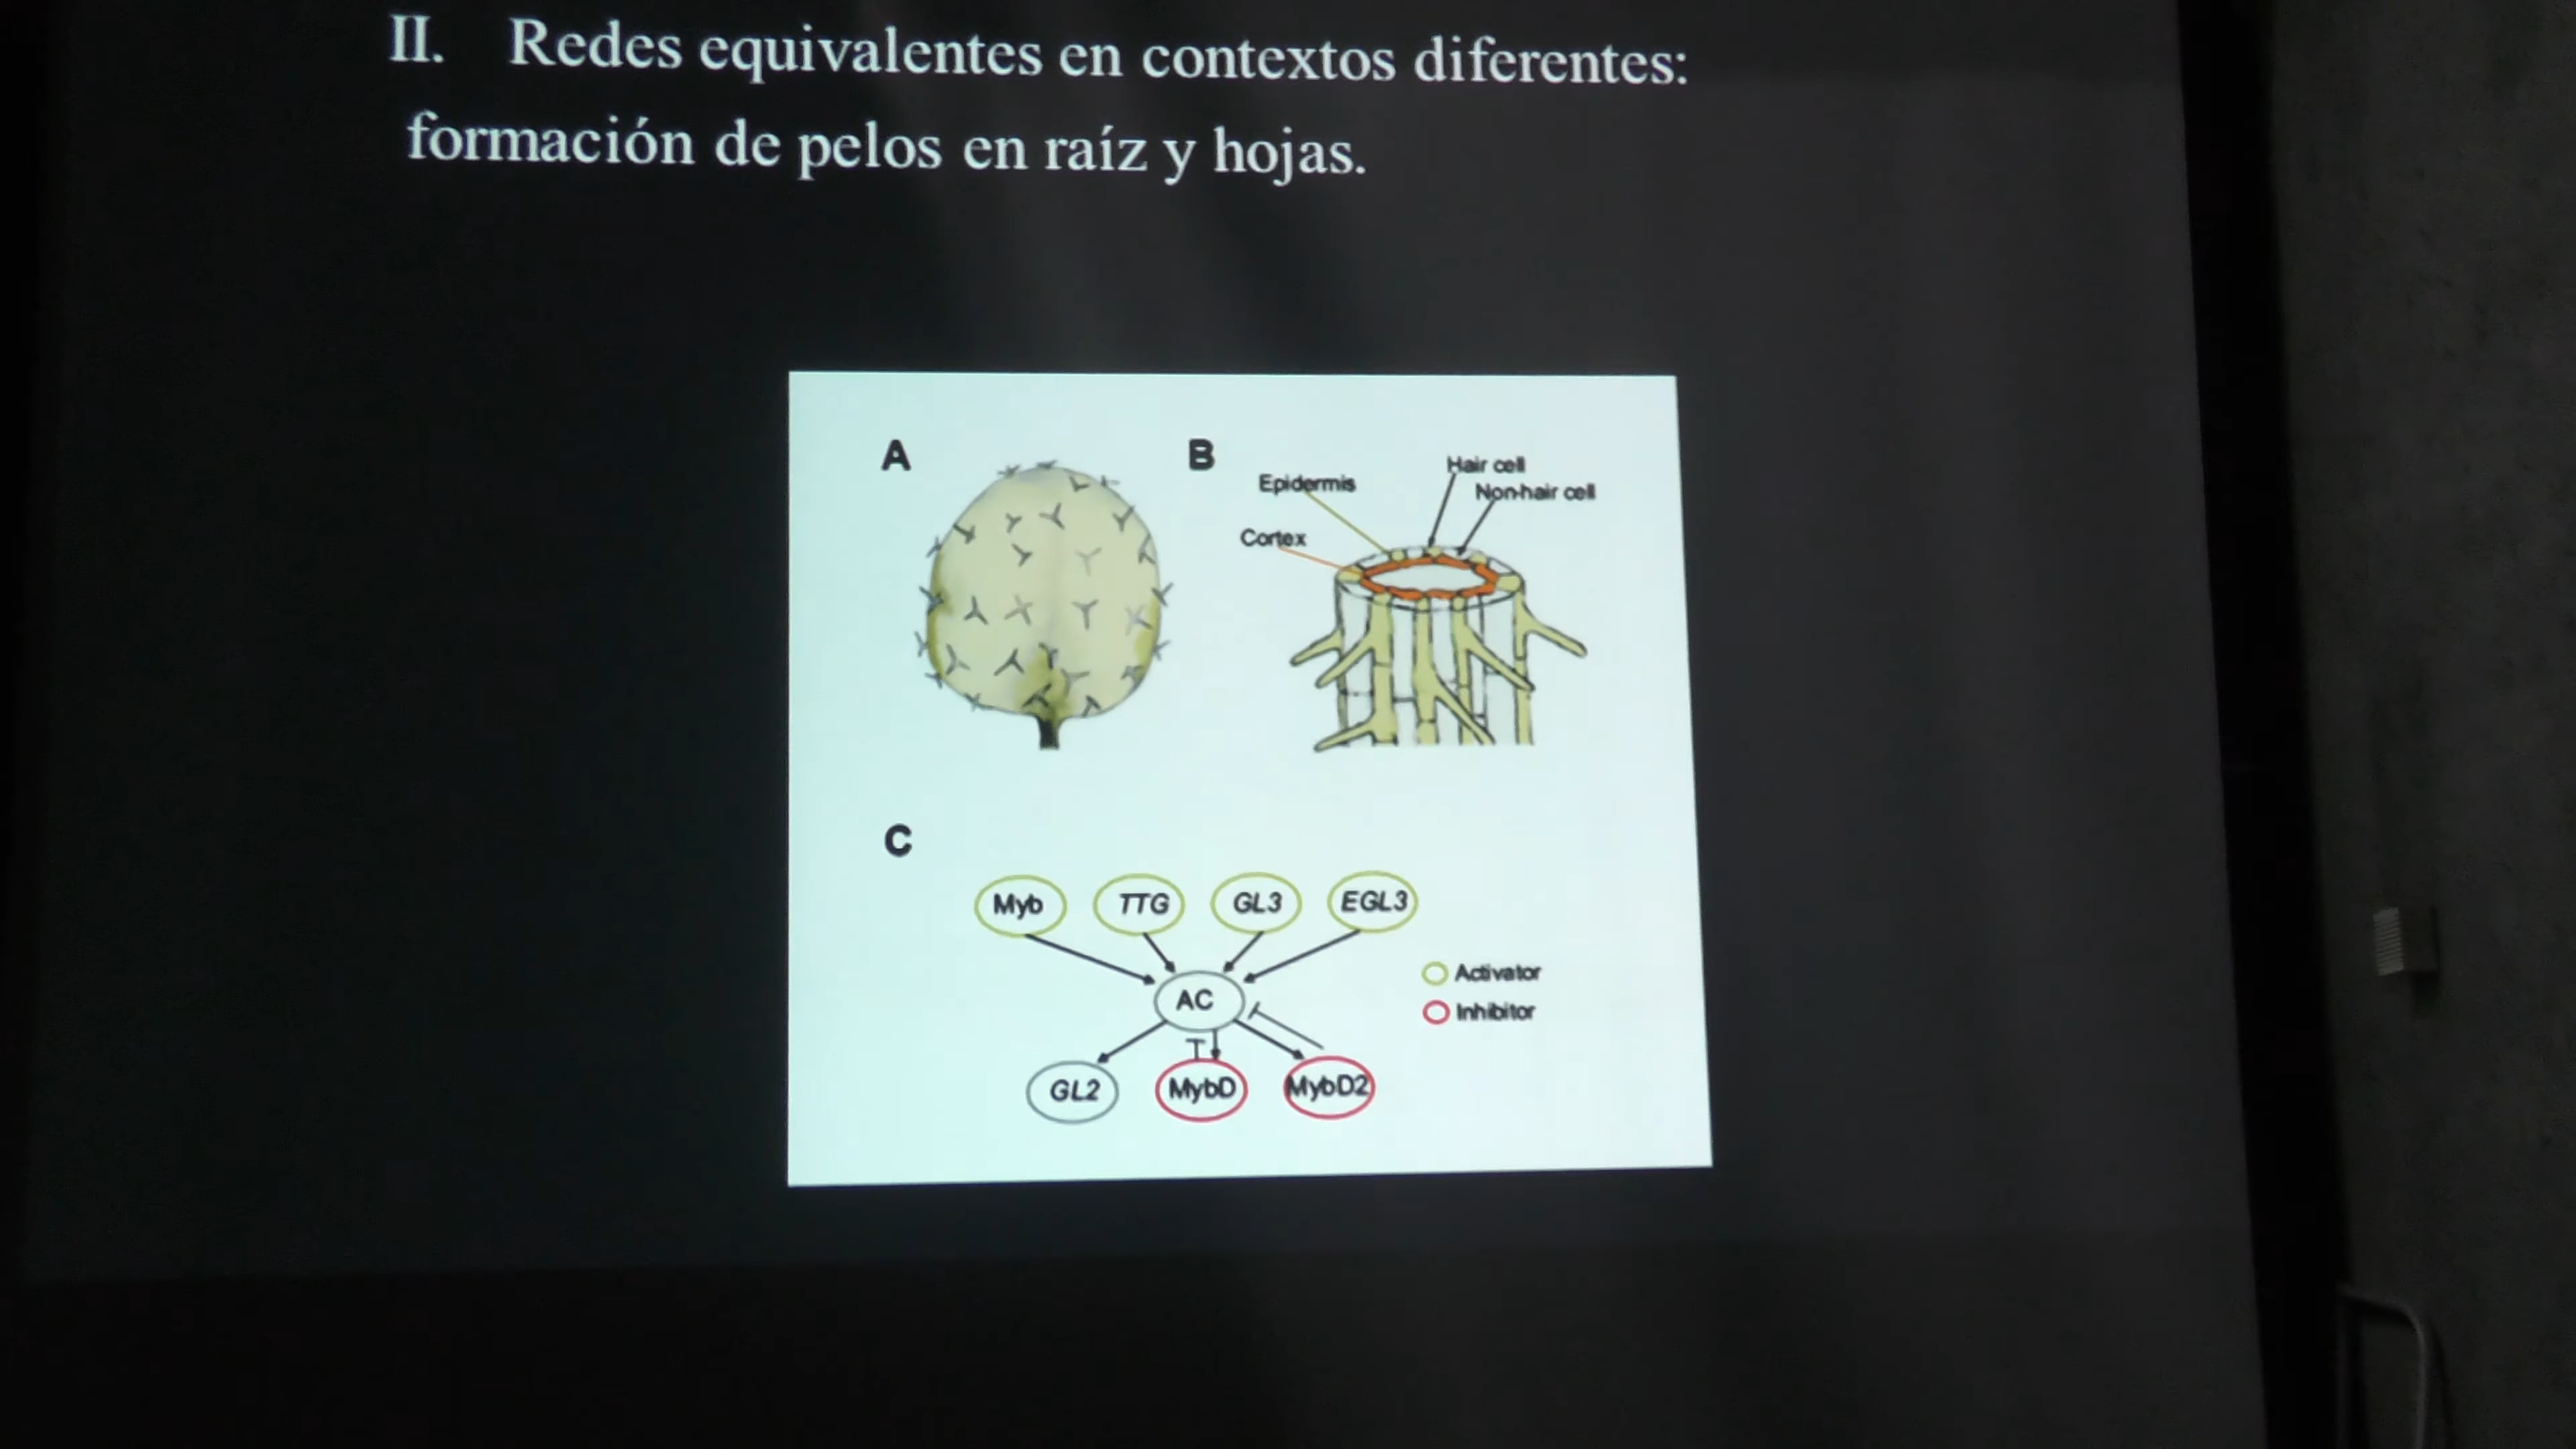 II. Redes equivalentes en contextos diferentes:
formación de pelos en raíz y hojas.
A
B
Hair cell
Epidermis
Non-hair cell
Cortex
C
Myb
TTG
GL3
EGL3
Activator
AC
Inhibitor
GL2
MybD
MybD2